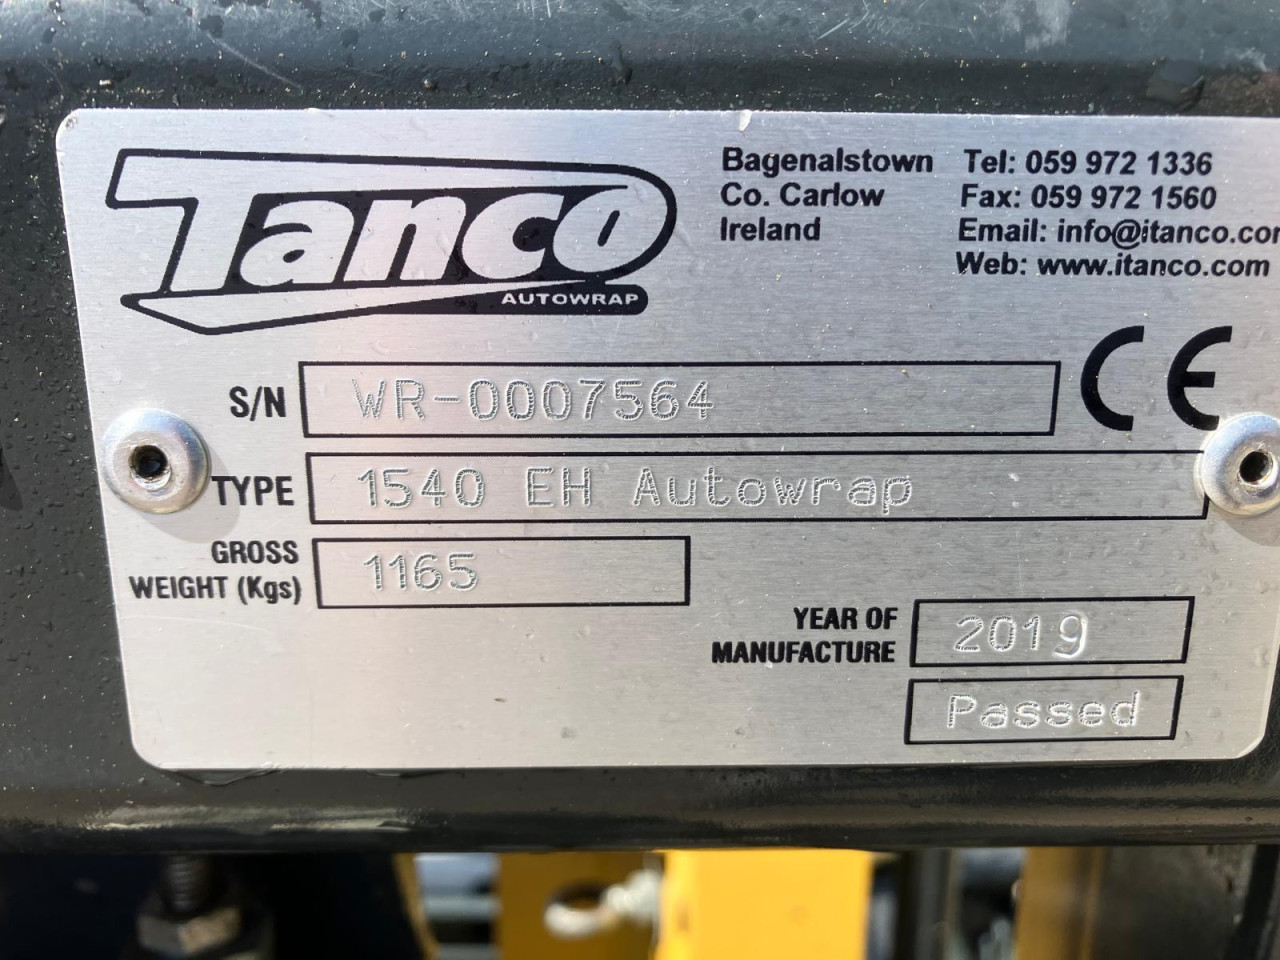 Tanco
AUTOWRAP
Bagenalstown
Co. Carlow
Ireland
Tel: 059 972 1336
Fax: 059 972 1560
Email: info@itanco.com
Web: www.itanco.com
CE
S/N WR-0007564
TYPE 1540 EH Autowrap
GROSS
WEIGHT (Kgs) 1165
YEAR OF
MANUFACTURE 2019
Passed